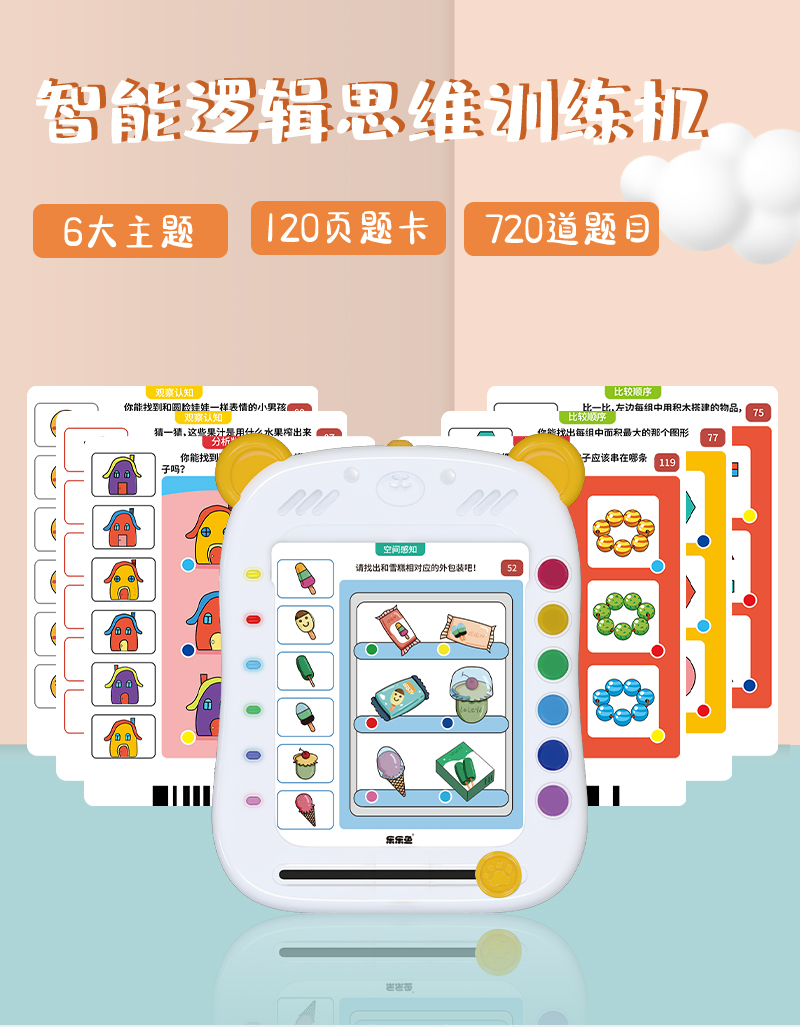 智能逻辑思维训练机
6大主题
120页题卡
720道题目
观察认知
你能找到和圆脸娃娃一样表情的小男孩
观察认知
猜一猜,这些果汁是用什么水果榨出来
分析
你能找到
子吗?
比较顺序
比一比,左边每组中用积木搭建的物品,
75
比较顺序
你能找出每组中面积最大的那个图形
77
子应该串在哪条
119
空间感知
请找出和雪糕相对应的外包装吧!
52
乐乐鱼